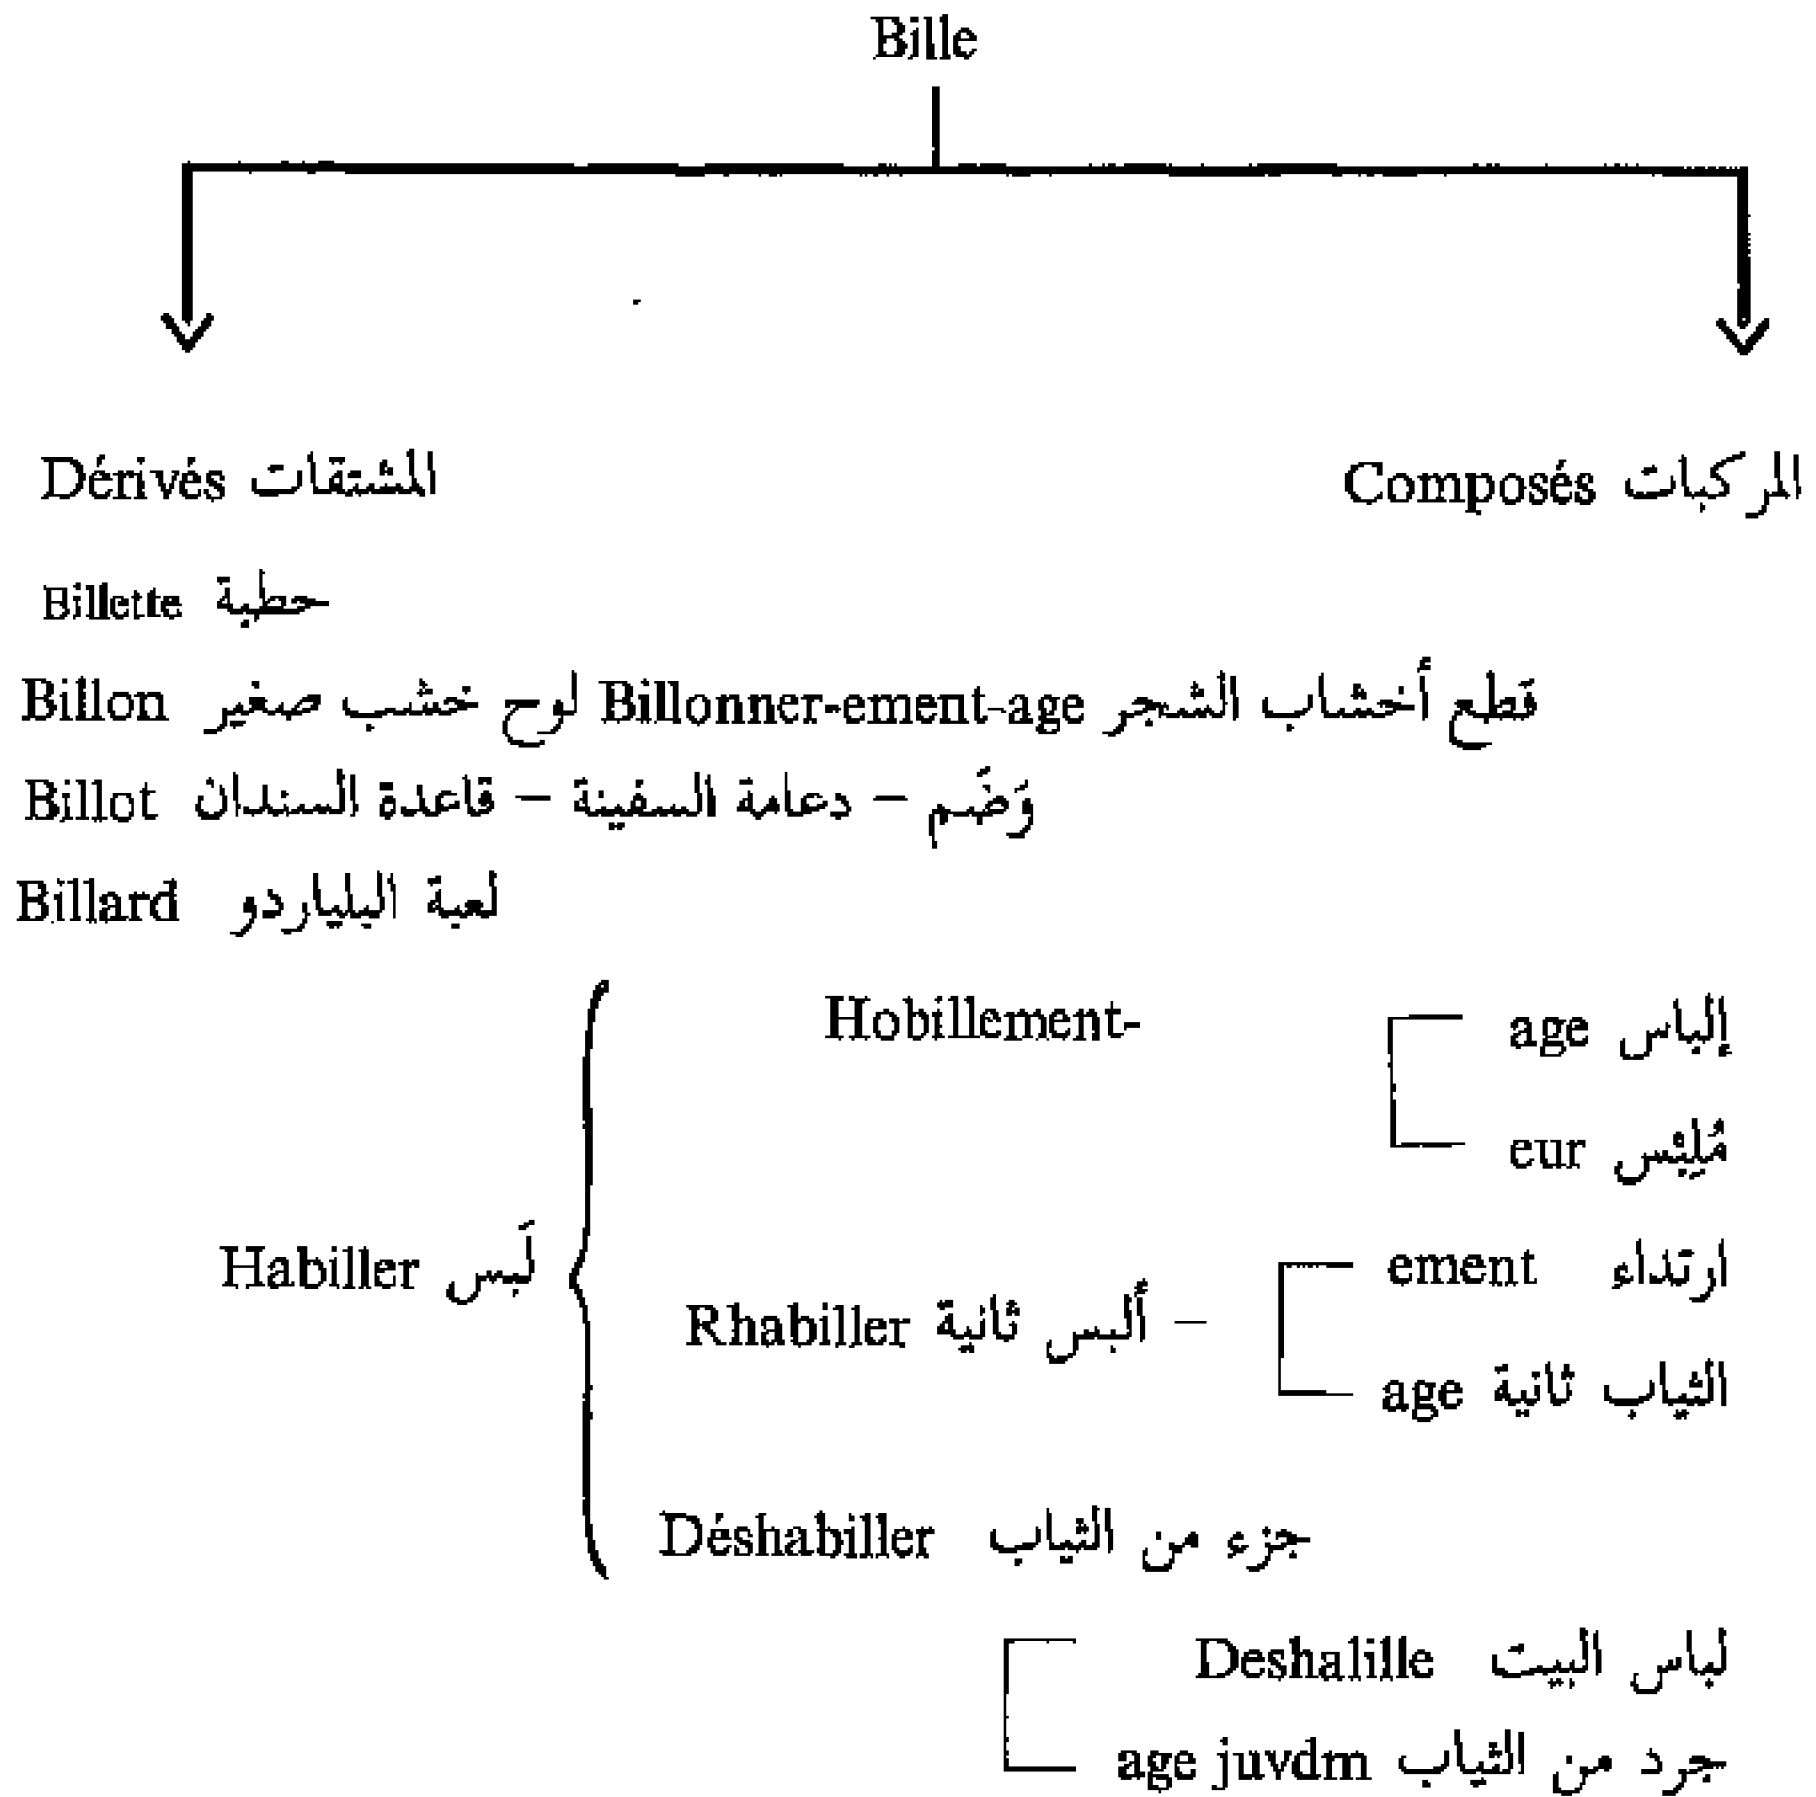 Bille
Dérivés المشتقات
Composés المركبات
Billette حطبة
Billon لوح خشب صغير Billonner-ement-age قطع أخشاب الشجر
Billot وَضَم – دعامة السفينة – قاعدة السندان
Billard لعبة البلياردو
Hobillement-
age إلباس
eur مُلبِّس
Habiller لَبس
ement ارتداء
Rhabiller ألبس ثانية –
age الثياب ثانية
Déshabiller جزء من الثياب
Deshalille لباس البيت
age juvdm جرد من الثياب